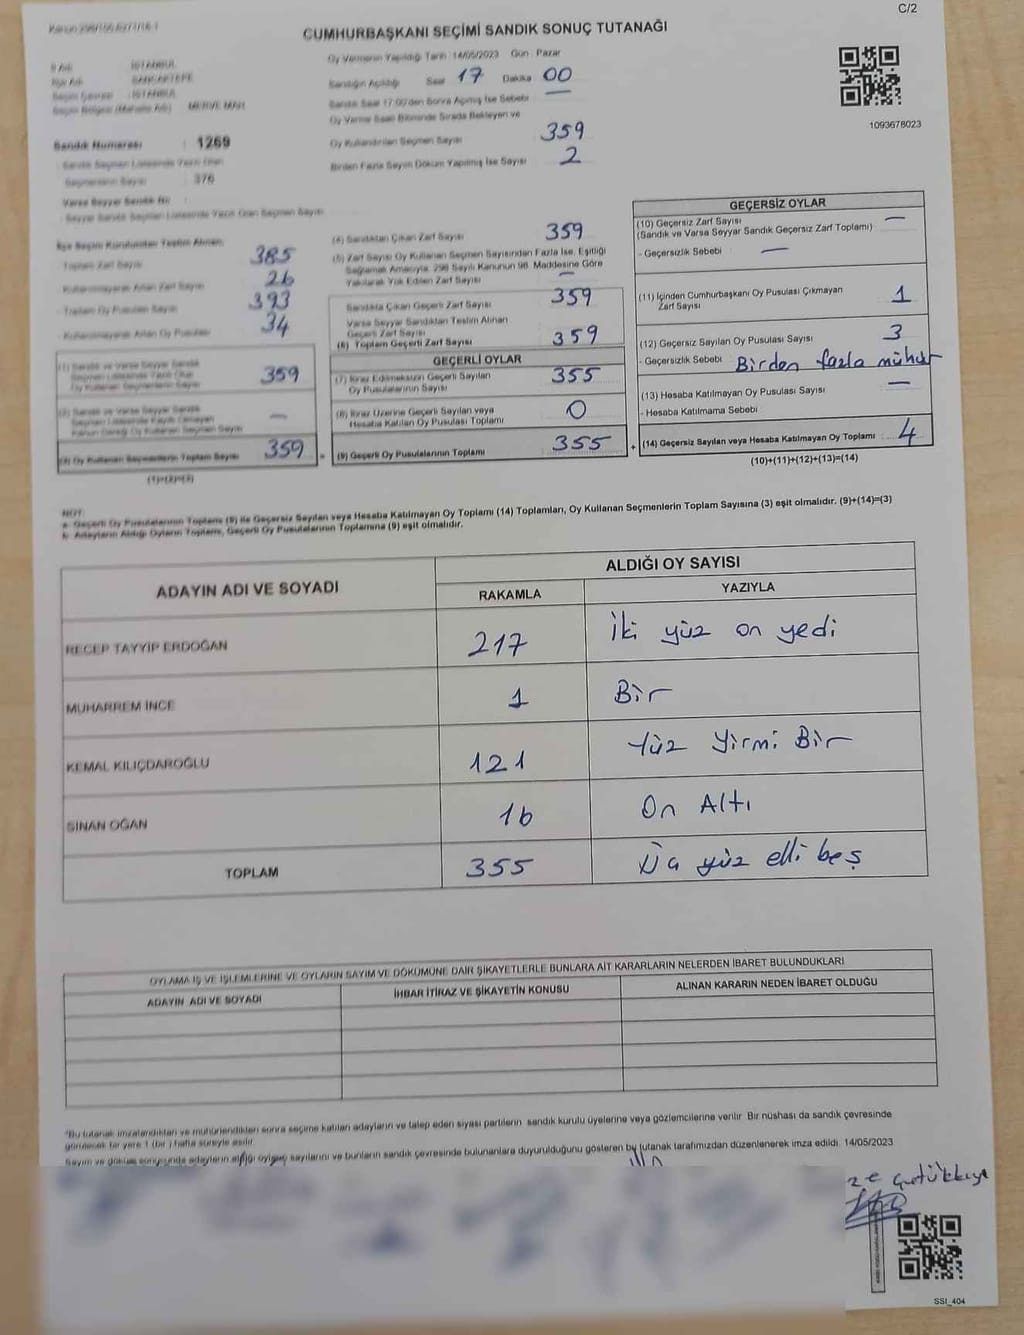 C/2
CUMHURBAŞKANI SEÇİMİ SANDIK SONUÇ TUTANAĞI
Oy Vermenin Yapıldığı Tarih : 14/05/2023 Gün : Pazar
Sandığın Açıldığı Saat 17 Dakika 00
Sandık Saat 17:00'den Sonra Açılmış İse Sebebi —
Oy Verme Saati Bitiminde Sırada Bekleyen ve
Oy Kullandırılan Seçmen Sayısı 359
Birden Fazla Sayım Döküm Yapılmış İse Sayısı 2
1093678023
İl Adı : İSTANBUL
İlçe Adı : SANCAKTEPE
Seçim Çevresi : İSTANBUL
Seçim Bölgesi (Mahalle Adı) : MERVE MAH.
Sandık Numarası : 1269
Sandık Seçmen Listesinde Yazılı Olan
Seçmenlerin Sayısı : 376
Varsa Seyyar Sandık No :
Seyyar Sandık Seçmen Listesinde Yazılı Olan Seçmen Sayısı
İlçe Seçim Kurulundan Teslim Alınan;
Toplam Zarf Sayısı 385
Kullanılmayarak Artan Zarf Sayısı 26
Toplam Oy Pusulası Sayısı 393
Kullanılmayarak Artan Oy Pusulası 34
(1) Sandık ve Varsa Seyyar Sandık
Seçmen Listesinde Yazılı Olup
Oy Kullanan Seçmenlerin Sayısı 359
(2) Sandık ve Varsa Seyyar Sandık
Seçmen Listesinde Kayıtlı Olmayan
Kanun Gereği Oy Kullanan Seçmen Sayısı —
(3) Oy Kullanan Seçmenlerin Toplam Sayısı 359 =
(1)+(2)=(3)
(4) Sandıktan Çıkan Zarf Sayısı 359
(5) Zarf Sayısı Oy Kullanan Seçmen Sayısından Fazla İse, Eşitliği
Sağlamak Amacıyla, 298 Sayılı Kanunun 98. Maddesine Göre
Yakılarak Yok Edilen Zarf Sayısı —
Sandıkta Çıkan Geçerli Zarf Sayısı 359
Varsa Seyyar Sandıktan Teslim Alınan
Geçerli Zarf Sayısı
(6) Toplam Geçerli Zarf Sayısı 359
GEÇERLİ OYLAR
(7) İtiraz Edilmeksizin Geçerli Sayılan
Oy Pusulalarının Sayısı 355
(8) İtiraz Üzerine Geçerli Sayılan veya
Hesaba Katılan Oy Pusulası Toplamı 0
(9) Geçerli Oy Pusulalarının Toplamı 355 +
GEÇERSİZ OYLAR
(10) Geçersiz Zarf Sayısı —
(Sandık ve Varsa Seyyar Sandık Geçersiz Zarf Toplamı)
- Geçersizlik Sebebi —
(11) İçinden Cumhurbaşkanı Oy Pusulası Çıkmayan
Zarf Sayısı 1
(12) Geçersiz Sayılan Oy Pusulası Sayısı 3
- Geçersizlik Sebebi Birden fazla mühür
(13) Hesaba Katılmayan Oy Pusulası Sayısı —
- Hesaba Katılmama Sebebi
(14) Geçersiz Sayılan veya Hesaba Katılmayan Oy Toplamı 4
(10)+(11)+(12)+(13)=(14)
NOT:
a- Geçerli Oy Pusulalarının Toplamı (9) ile Geçersiz Sayılan veya Hesaba Katılmayan Oy Toplamı (14) Toplamları, Oy Kullanan Seçmenlerin Toplam Sayısına (3) eşit olmalıdır. (9)+(14)=(3)
b- Adayların Aldığı Oyların Toplamı, Geçerli Oy Pusulalarının Toplamına (9) eşit olmalıdır.
ADAYIN ADI VE SOYADI ALDIĞI OY SAYISI
RAKAMLA YAZIYLA
RECEP TAYYİP ERDOĞAN 217 İki yüz on yedi
MUHARREM İNCE 1 Bir
KEMAL KILIÇDAROĞLU 121 Yüz Yirmi Bir
SİNAN OĞAN 16 On Altı
TOPLAM 355 yüz elli beş
OYLAMA İŞ VE İŞLEMLERİNE VE OYLARIN SAYIM VE DÖKÜMÜNE DAİR ŞİKAYETLERLE BUNLARA AİT KARARLARIN NELERDEN İBARET BULUNDUKLARI
ADAYIN ADI VE SOYADI İHBAR İTİRAZ VE ŞİKAYETİN KONUSU ALINAN KARARIN NEDEN İBARET OLDUĞU
*Bu tutanak imzalandıktan ve mühürlendikten sonra seçime katılan adayların ve talep eden siyasi partilerin sandık kurulu üyelerine veya gözlemcilerine verilir. Bir nüshası da sandık çevresinde
görülecek bir yere 1 (bir) hafta süreyle asılır.
Sayım ve döküm sonucunda adayların aldığı oyların sayılarını ve bunların sandık çevresinde bulunanlara duyurulduğunu gösteren bu tutanak tarafımızdan düzenlenerek imza edildi. 14/05/2023
SSI_404